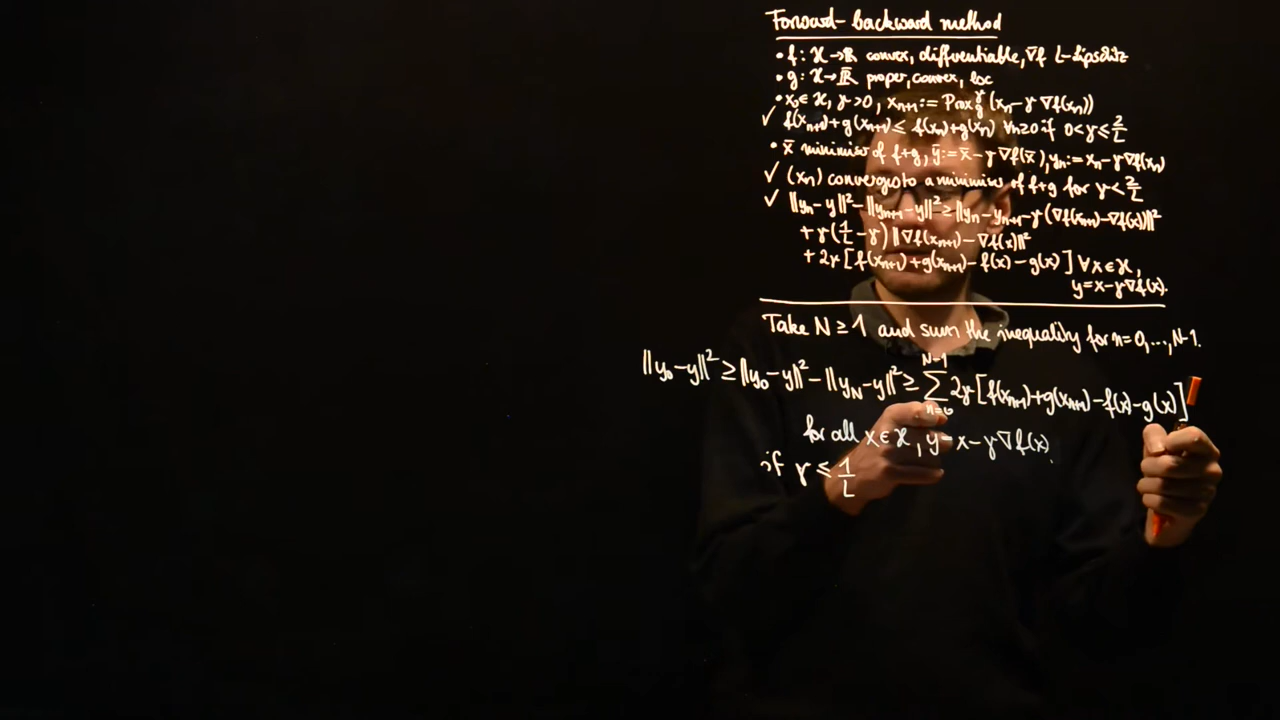 Forward-backward method
• f: X→ℝ convex, differentiable, ∇f L-Lipschitz
• g: X→ℝ̄ proper, convex, lsc
• x₀∈X, γ>0, xₙ₊₁:= Prox_g^γ (xₙ-γ∇f(xₙ))
✓ f(xₙ₊₁)+g(xₙ₊₁) ≤ f(xₙ)+g(xₙ) ∀n≥0 if 0<γ≤2/L
• x̄ minimiser of f+g, ȳ:=x̄-γ∇f(x̄), yₙ:=xₙ-γ∇f(xₙ)
✓ (xₙ) converges to a minimiser of f+g for γ<2/L
✓ ‖yₙ-y‖²-‖yₙ₊₁-y‖² ≥ ‖yₙ-yₙ₊₁-γ(∇f(xₙ₊₁)-∇f(x))‖²
+γ(1/L-γ)‖∇f(xₙ₊₁)-∇f(x)‖²
+2γ[f(xₙ₊₁)+g(xₙ₊₁)-f(x)-g(x)] ∀x∈X,
y=x-γ∇f(x).
Take N≥1 and sum the inequality for n=0,...,N-1.
‖y₀-y‖² ≥ ‖y₀-y‖²-‖y_N-y‖² ≥ ∑_{n=0}^{N-1} 2γ[f(xₙ₊₁)+g(xₙ₊₁)-f(x)-g(x)]
for all x∈X, y=x-γ∇f(x).
if γ≤1/L